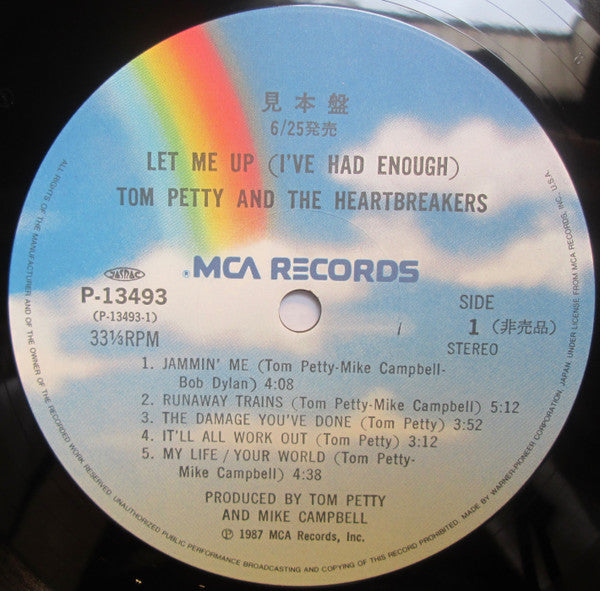 見本盤
6/25発売
LET ME UP (I'VE HAD ENOUGH)
TOM PETTY AND THE HEARTBREAKERS
JASRAC
®MCA RECORDS
P-13493
(P-13493-1)
33⅓RPM
SIDE
1 (非売品)
STEREO
1. JAMMIN' ME (Tom Petty-Mike Campbell-
Bob Dylan) 4:08
2. RUNAWAY TRAINS (Tom Petty-Mike Campbell) 5:12
3. THE DAMAGE YOU'VE DONE (Tom Petty) 3:52
4. IT'LL ALL WORK OUT (Tom Petty) 3:12
5. MY LIFE/YOUR WORLD (Tom Petty-
Mike Campbell) 4:38
PRODUCED BY TOM PETTY
AND MIKE CAMPBELL
Ⓟ 1987 MCA Records, Inc.
ALL RIGHTS OF THE MANUFACTURER AND OF THE OWNER OF THE RECORDED WORK RESERVED. UNAUTHORIZED PUBLIC PERFORMANCE BROADCASTING AND COPYING OF THIS RECORD PROHIBITED. MADE BY WARNER-PIONEER CORPORATION, JAPAN. UNDER LICENSE FROM MCA RECORDS, INC. U.S.A.